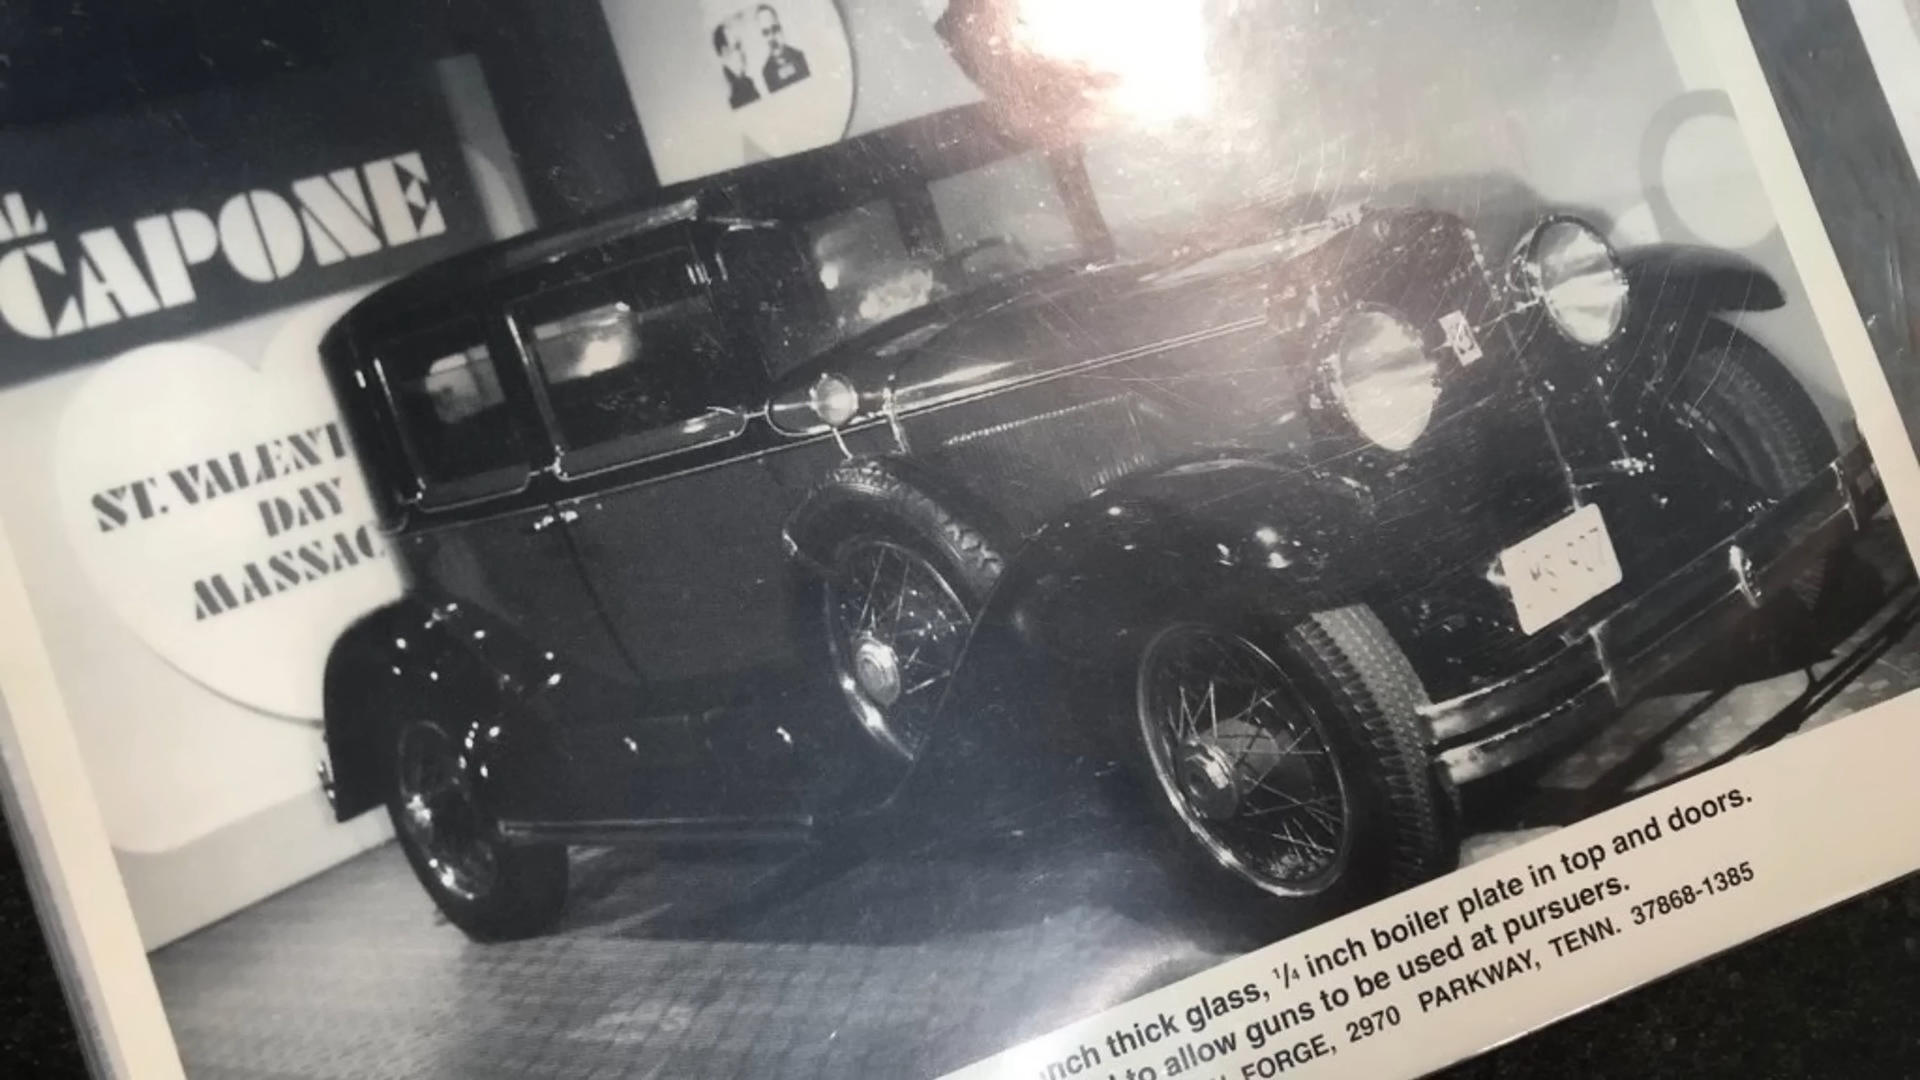 AL
CAPONE
ST. VALENT
DAY
MASSAC
inch thick glass, 1/4 inch boiler plate in top and doors.
to allow guns to be used at pursuers.
FORGE, 2970 PARKWAY, TENN. 37868-1385